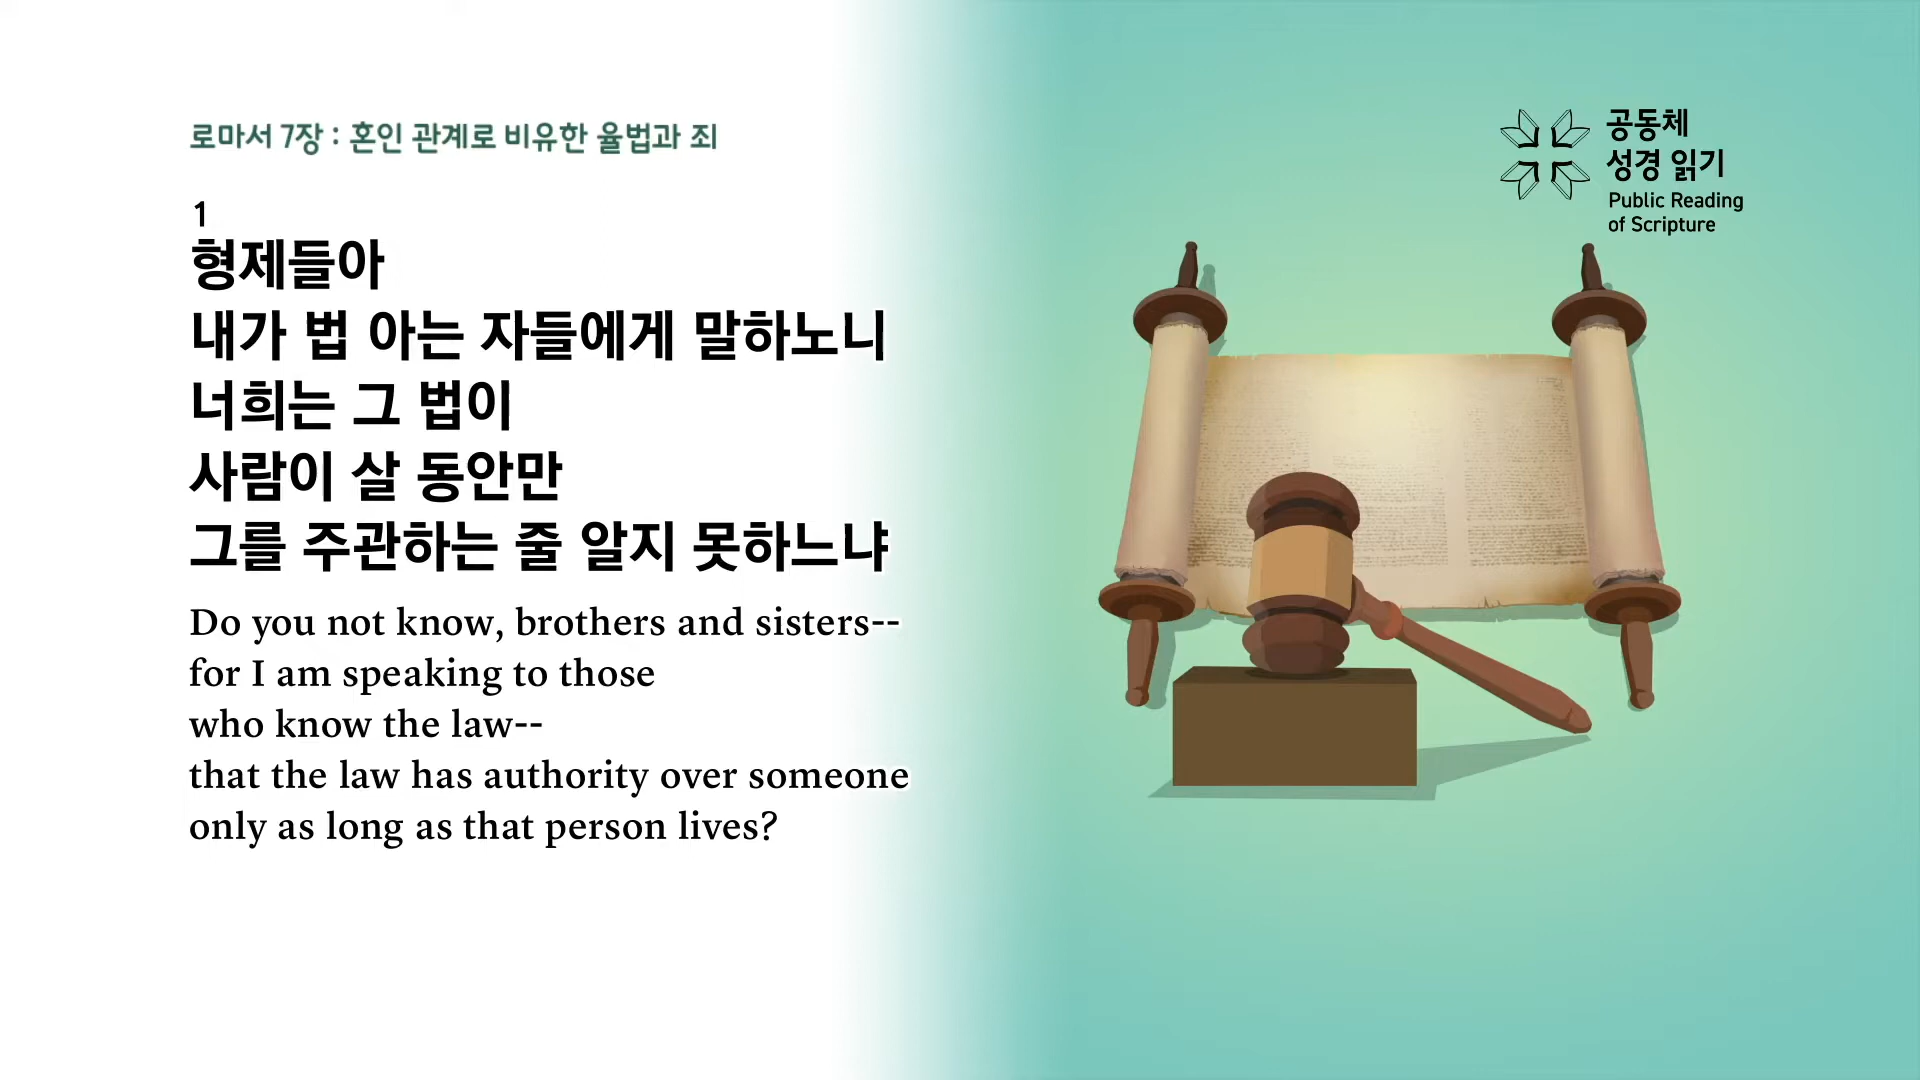 로마서 7장 : 혼인 관계로 비유한 율법과 죄
1
형제들아
내가 법 아는 자들에게 말하노니
너희는 그 법이
사람이 살 동안만
그를 주관하는 줄 알지 못하느냐
Do you not know, brothers and sisters--
for I am speaking to those
who know the law--
that the law has authority over someone
only as long as that person lives?
공동체
성경 읽기
Public Reading
of Scripture